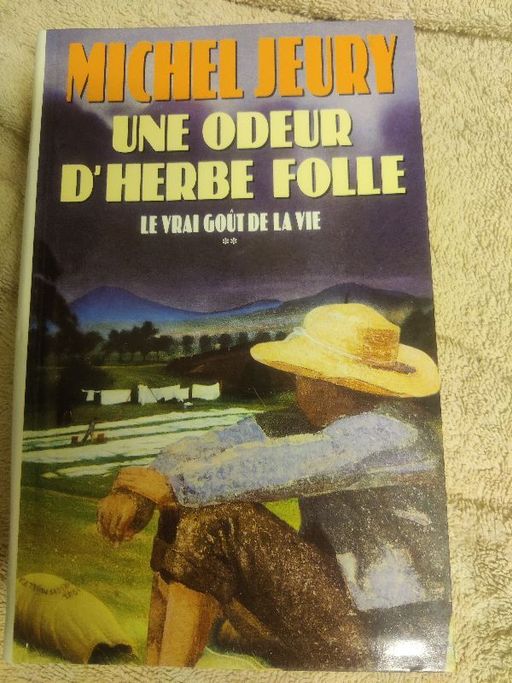 MICHEL JEURY
UNE ODEUR
D'HERBE FOLLE
LE VRAI GOÛT DE LA VIE
**